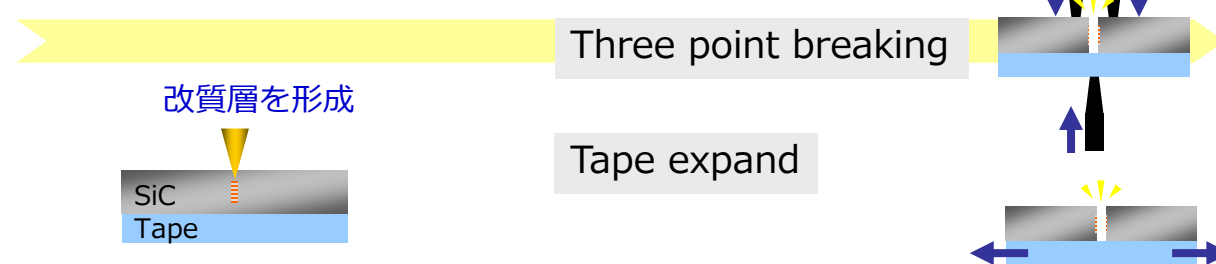 Three point breaking
改質層を形成
Tape expand
SiC
Tape